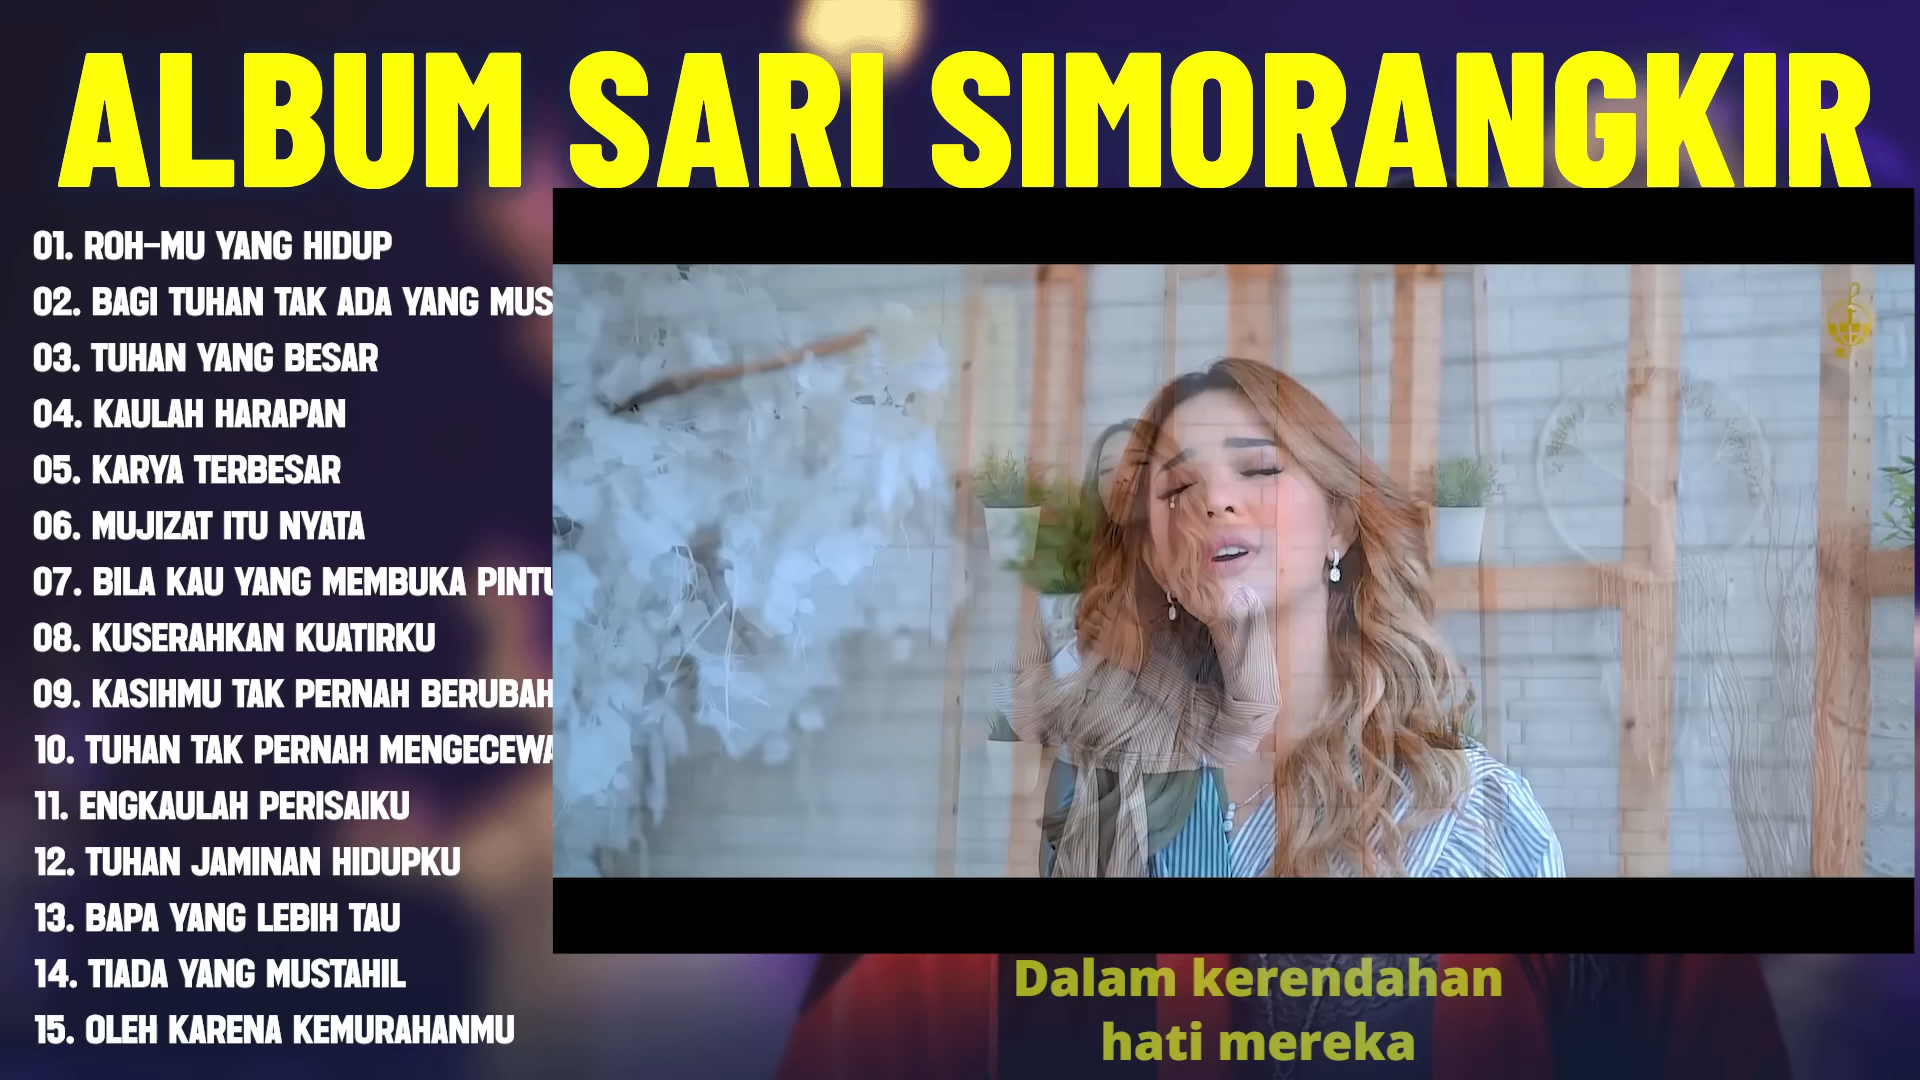 ALBUM SARI SIMORANGKIR
01. ROH-MU YANG HIDUP
02. BAGI TUHAN TAK ADA YANG MUS
03. TUHAN YANG BESAR
04. KAULAH HARAPAN
05. KARYA TERBESAR
06. MUJIZAT ITU NYATA
07. BILA KAU YANG MEMBUKA PINTU
08. KUSERAHKAN KUATIRKU
09. KASIHMU TAK PERNAH BERUBAH
10. TUHAN TAK PERNAH MENGECEWA
11. ENGKAULAH PERISAIKU
12. TUHAN JAMINAN HIDUPKU
13. BAPA YANG LEBIH TAU
14. TIADA YANG MUSTAHIL
15. OLEH KARENA KEMURAHANMU
Dalam kerendahan
hati mereka